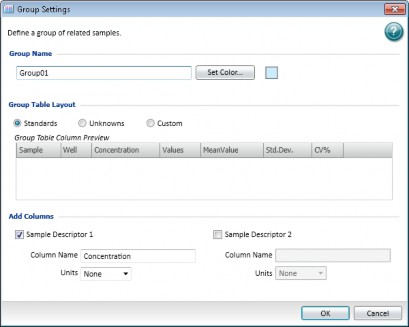 Group Settings
Define a group of related samples.
?
Group Name
Group01 Set Color...
Group Table Layout
Standards Unknowns Custom
Group Table Column Preview
Sample Well Concentration Values MeanValue Std.Dev. CV%
Add Columns
Sample Descriptor 1 Sample Descriptor 2
Column Name Concentration Column Name
Units None Units None
OK Cancel